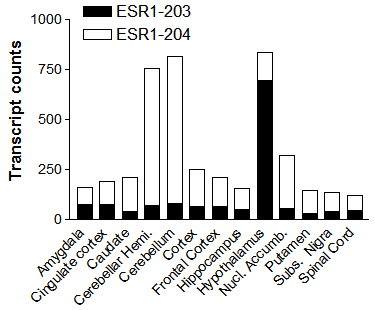 ESR1-203
ESR1-204
Transcript counts
1000
750
500
250
0
Amygdala
Cingulate cortex
Caudate
Cerebellar Hemi.
Cerebellum
Cortex
Frontal Cortex
Hippocampus
Hypothalamus
Nucl. Accumb.
Putamen
Subs. Nigra
Spinal Cord